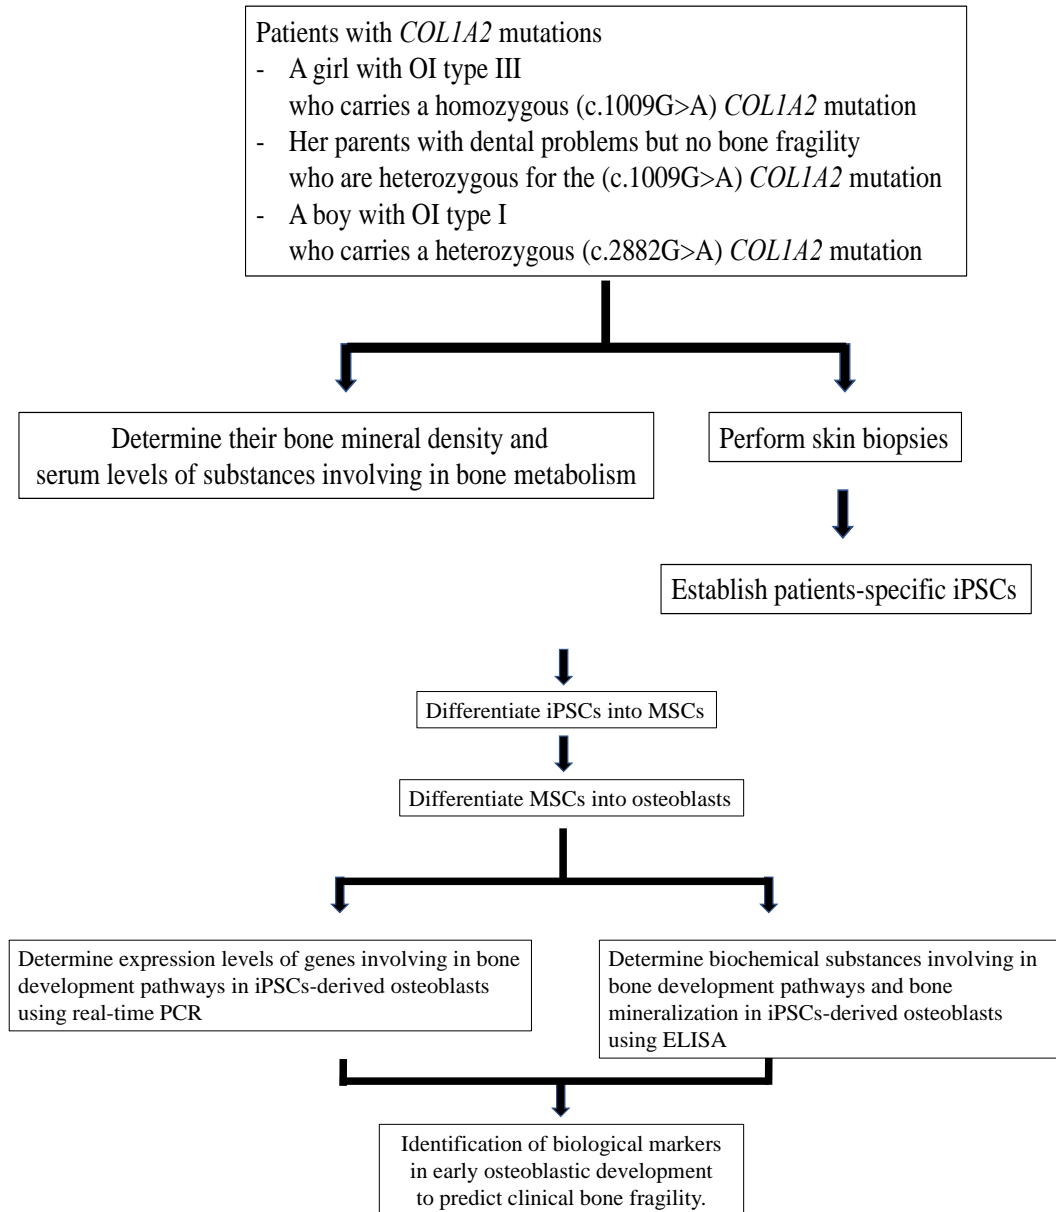 Patients with COL1A2 mutations
- A girl with OI type III
who carries a homozygous (c.1009G>A) COL1A2 mutation
- Her parents with dental problems but no bone fragility
who are heterozygous for the (c.1009G>A) COL1A2 mutation
- A boy with OI type I
who carries a heterozygous (c.2882G>A) COL1A2 mutation
Determine their bone mineral density and
serum levels of substances involving in bone metabolism
Perform skin biopsies
Establish patients-specific iPSCs
Differentiate iPSCs into MSCs
Differentiate MSCs into osteoblasts
Determine expression levels of genes involving in bone
development pathways in iPSCs-derived osteoblasts
using real-time PCR
Determine biochemical substances involving in
bone development pathways and bone
mineralization in iPSCs-derived osteoblasts
using ELISA
Identification of biological markers
in early osteoblastic development
to predict clinical bone fragility.